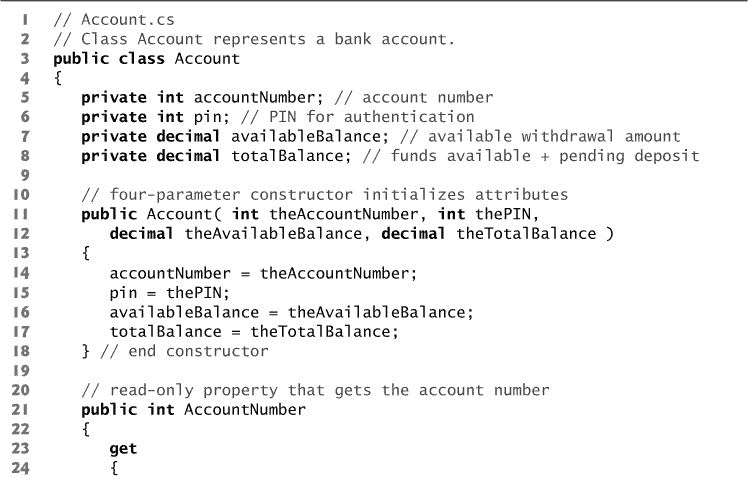 1 // Account.cs
2 // Class Account represents a bank account.
3 public class Account
4 {
5 private int accountNumber; // account number
6 private int pin; // PIN for authentication
7 private decimal availableBalance; // available withdrawal amount
8 private decimal totalBalance; // funds available + pending deposit
9
10 // four-parameter constructor initializes attributes
11 public Account( int theAccountNumber, int thePIN,
12 decimal theAvailableBalance, decimal theTotalBalance )
13 {
14 accountNumber = theAccountNumber;
15 pin = thePIN;
16 availableBalance = theAvailableBalance;
17 totalBalance = theTotalBalance;
18 } // end constructor
19
20 // read-only property that gets the account number
21 public int AccountNumber
22 {
23 get
24 {